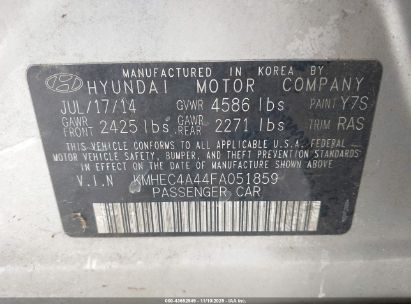 MANUFACTURED IN KOREA BY
HYUNDAI MOTOR COMPANY
JUL/17/14 GVWR 4586 lbs PAINT Y7S
GAWR FRONT 2425 lbs GAWR REAR 2271 lbs TRIM RAS
THIS VEHICLE CONFORMS TO ALL APPLICABLE U.S.A. FEDERAL
MOTOR VEHICLE SAFETY, BUMPER, AND THEFT PREVENTION
STANDARDS IN EFFECT ON THE DATE OF MANUFACTURE
V.I.N KMHEC4A44FA051859
PASSENGER CAR